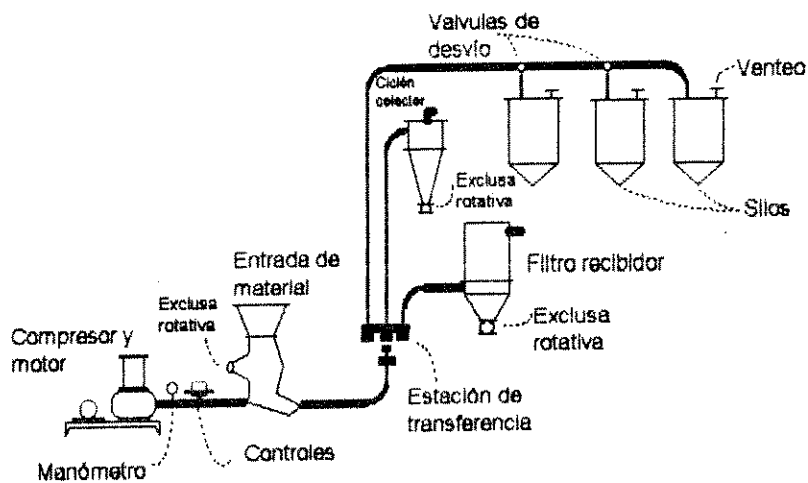 Valvulas de
desvío
Venteo
Ciclón
colector
Exclusa
rotativa
Silos
Entrada de
material
Filtro recibidor
Exclusa
rotativa
Compresor y
motor
Exclusa
rotativa
Estación de
transferencia
Manómetro
Controles